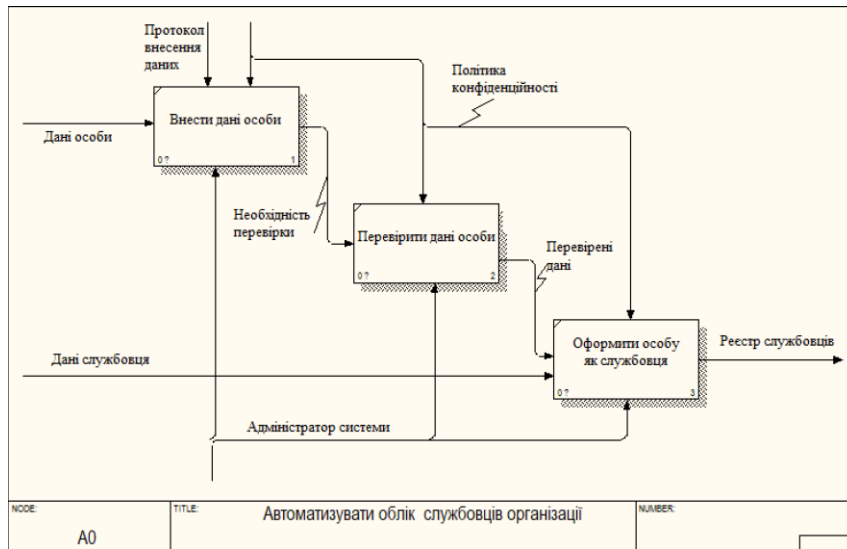 Протокол
внесення
даних
Політика
конфіденційності
Внести дані особи
0 ?
1
Дані особи
Необхідність
перевірки
Перевірити дані особи
0 ?
2
Перевірені
дані
Оформити особу
як службовця
0 ?
3
Реєстр службовців
Дані службовця
Адміністратор системи
NODE:
A0
TITLE:
Автоматизувати облік службовців організації
NUMBER: